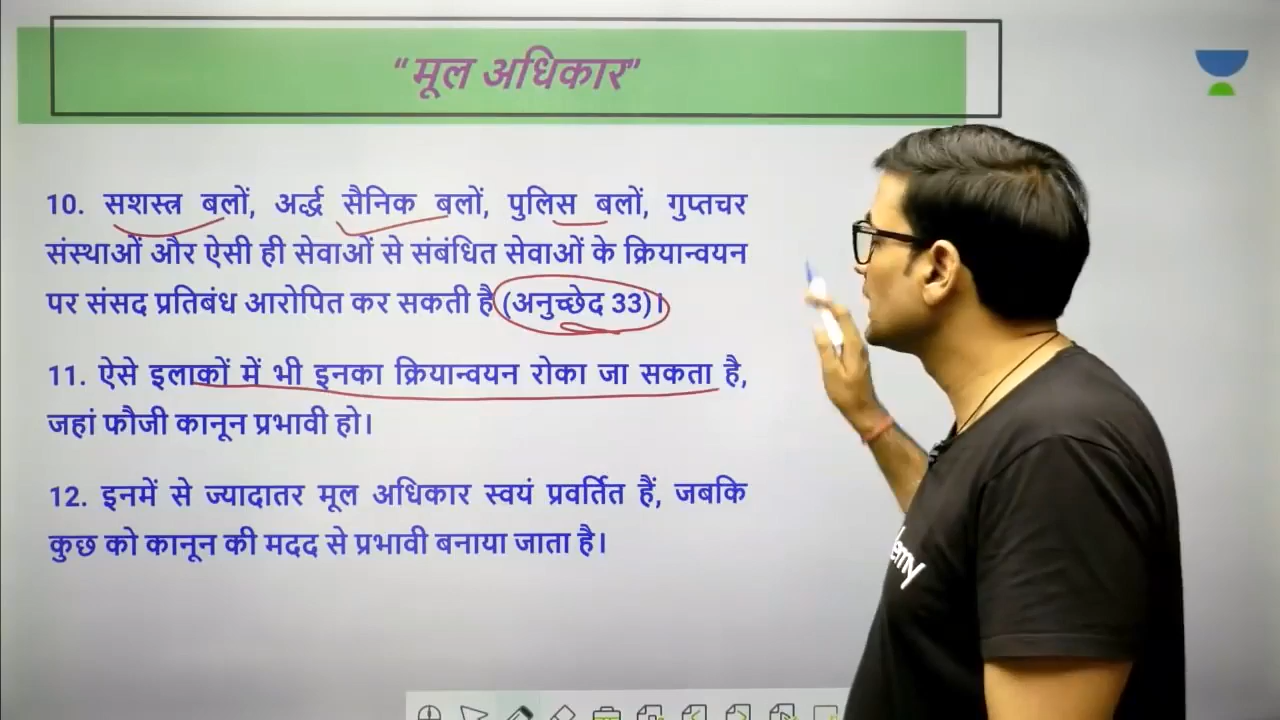 “मूल अधिकार”
10. सशस्त्र बलों, अर्द्ध सैनिक बलों, पुलिस बलों, गुप्तचर
संस्थाओं और ऐसी ही सेवाओं से संबंधित सेवाओं के क्रियान्वयन
पर संसद प्रतिबंध आरोपित कर सकती है (अनुच्छेद 33)।
11. ऐसे इलाकों में भी इनका क्रियान्वयन रोका जा सकता है,
जहां फौजी कानून प्रभावी हो।
12. इनमें से ज्यादातर मूल अधिकार स्वयं प्रवर्तित हैं, जबकि
कुछ को कानून की मदद से प्रभावी बनाया जाता है।
emy